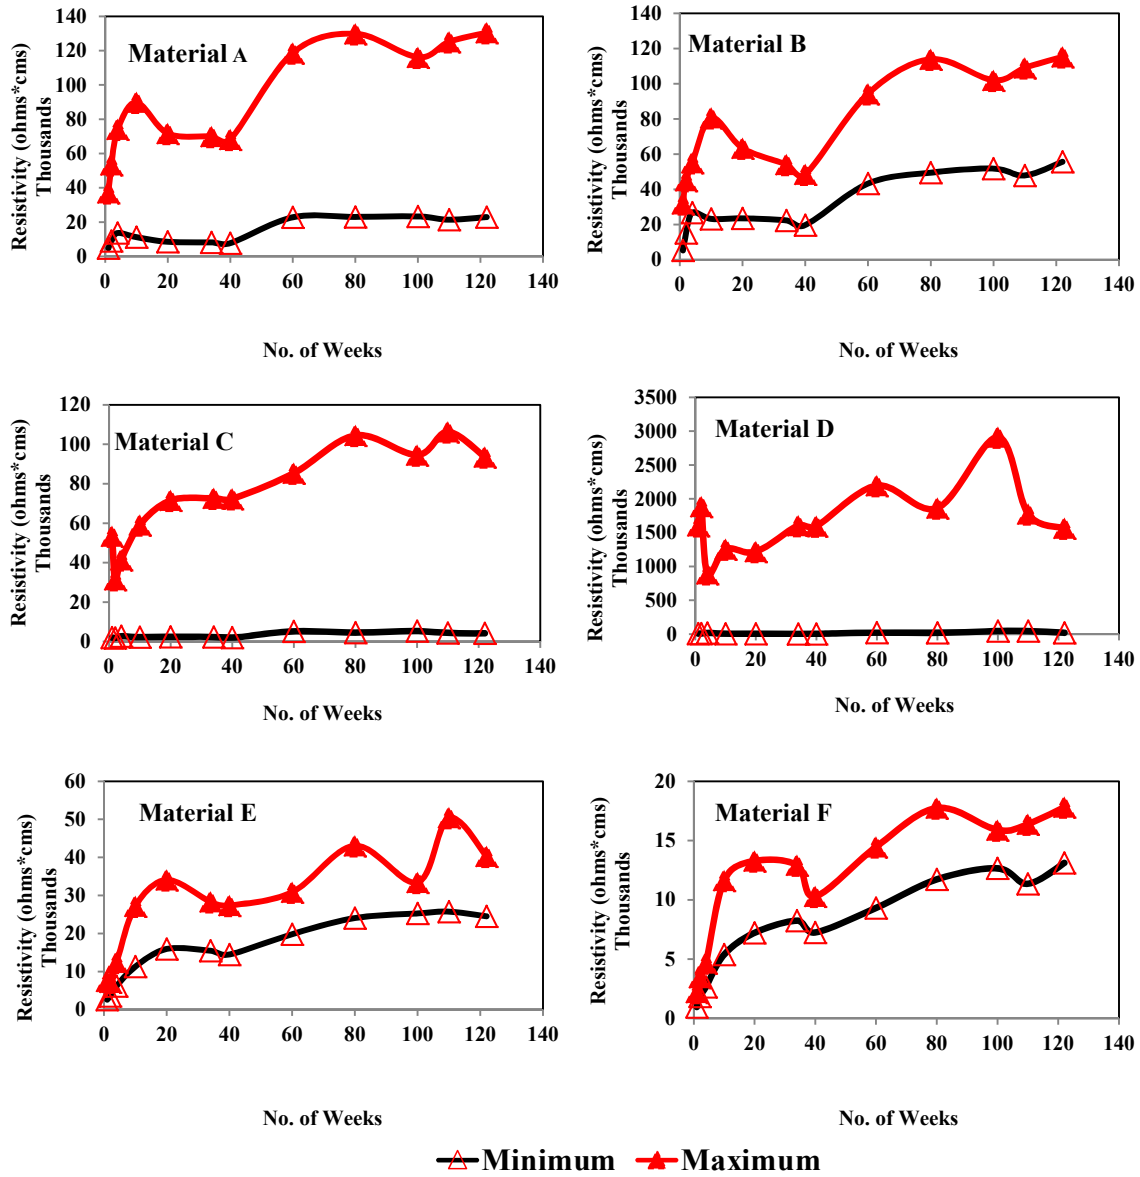 Material A
Resistivity (ohms*cms)
Thousands
140
120
100
80
60
40
20
0
0 20 40 60 80 100 120 140
No. of Weeks
Material B
Resistivity (ohms*cms)
Thousands
140
120
100
80
60
40
20
0
0 20 40 60 80 100 120 140
No. of Weeks
Material C
Resistivity (ohms*cms)
Thousands
120
100
80
60
40
20
0
0 20 40 60 80 100 120 140
No. of Weeks
Material D
Resistivity (ohms*cms)
Thousands
3500
3000
2500
2000
1500
1000
500
0
0 20 40 60 80 100 120 140
No. of Weeks
Material E
Resistivity (ohms*cms)
Thousands
60
50
40
30
20
10
0
0 20 40 60 80 100 120 140
No. of Weeks
Material F
Resistivity (ohms*cms)
Thousands
20
15
10
5
0
0 20 40 60 80 100 120 140
No. of Weeks
Minimum Maximum